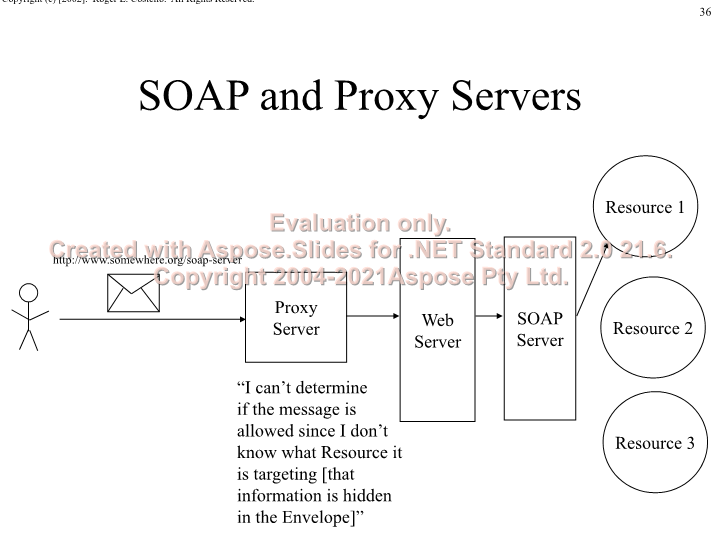 Copyright (c) [2002]. Roger L. Costello. All Rights Reserved.
36
SOAP and Proxy Servers
Resource 1
Evaluation only.
Created with Aspose.Slides for .NET Standard 2.0 21.6.
Copyright 2004-2021Aspose Pty Ltd.
http://www.somewhere.org/soap-server
Proxy
Server
Web
Server
SOAP
Server
Resource 2
“I can’t determine
if the message is
allowed since I don’t
know what Resource it
is targeting [that
information is hidden
in the Envelope]”
Resource 3